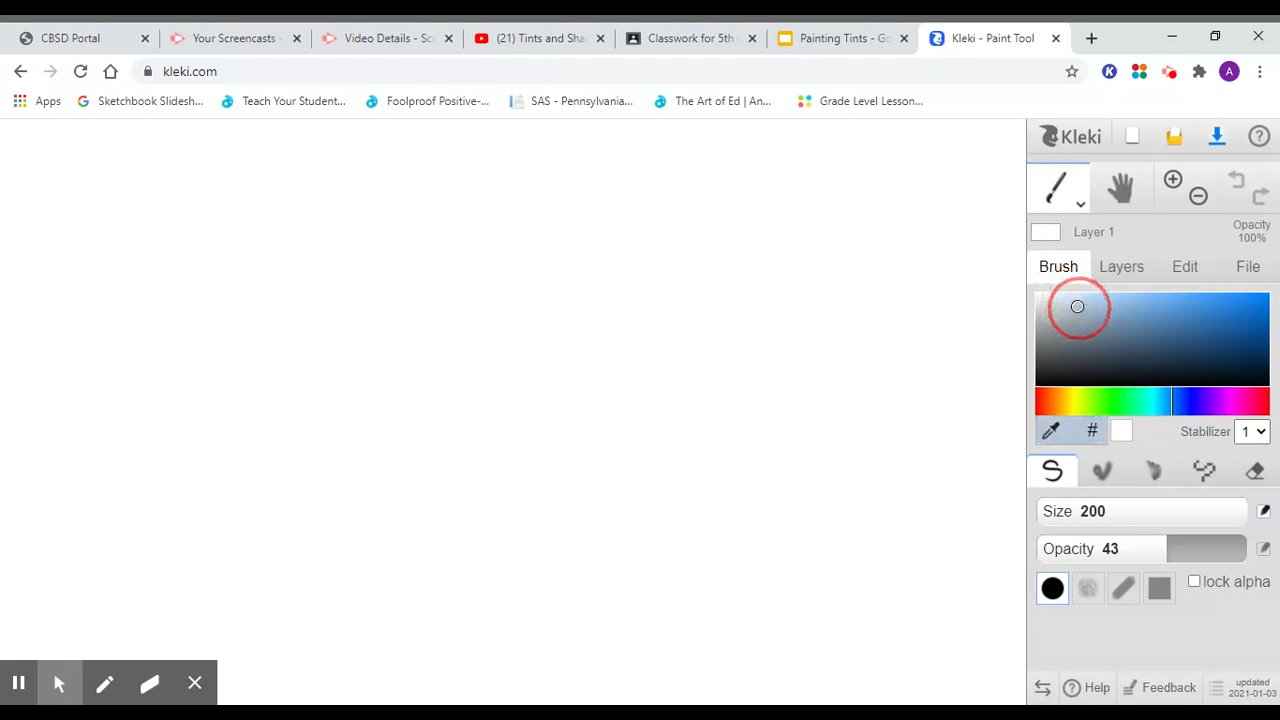 CBSD Portal
Your Screencasts -
Video Details - Scr
(21) Tints and Sha
Classwork for 5th
Painting Tints - Go
Kleki - Paint Tool
kleki.com
A
Apps
ketchbook Slidesh...
Teach Your Student...
Foolproof Positive-...
SAS - Pennsylvania...
The Art of Ed | An...
Grade Level Lesson...
Kleki
Layer 1
Opacity
100%
Brush
Layers
Edit
File
#
Stabilizer 1
Size 200
Opacity 43
lock alpha
Help
Feedback
updated
2021-01-03